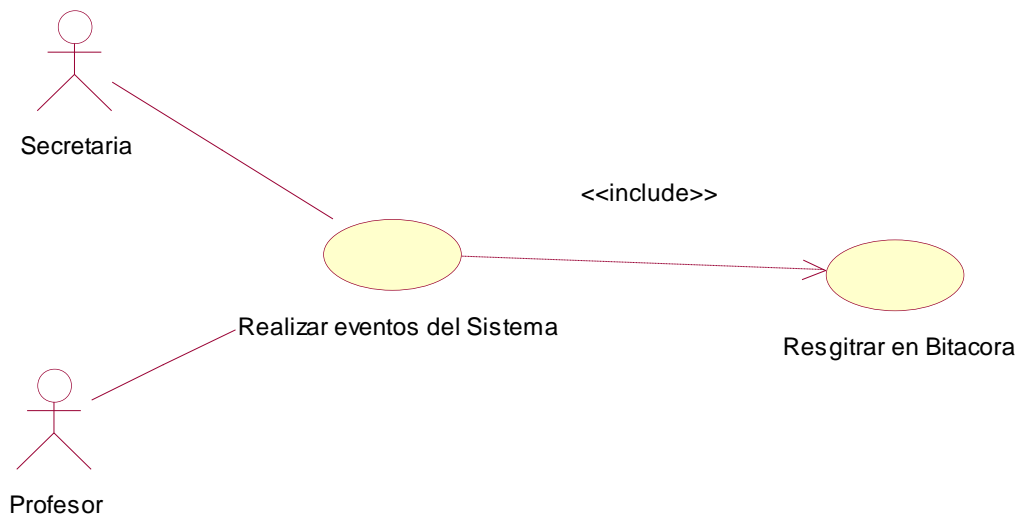 Secretaria
<<include>>
Realizar eventos del Sistema
Resgitrar en Bitacora
Profesor